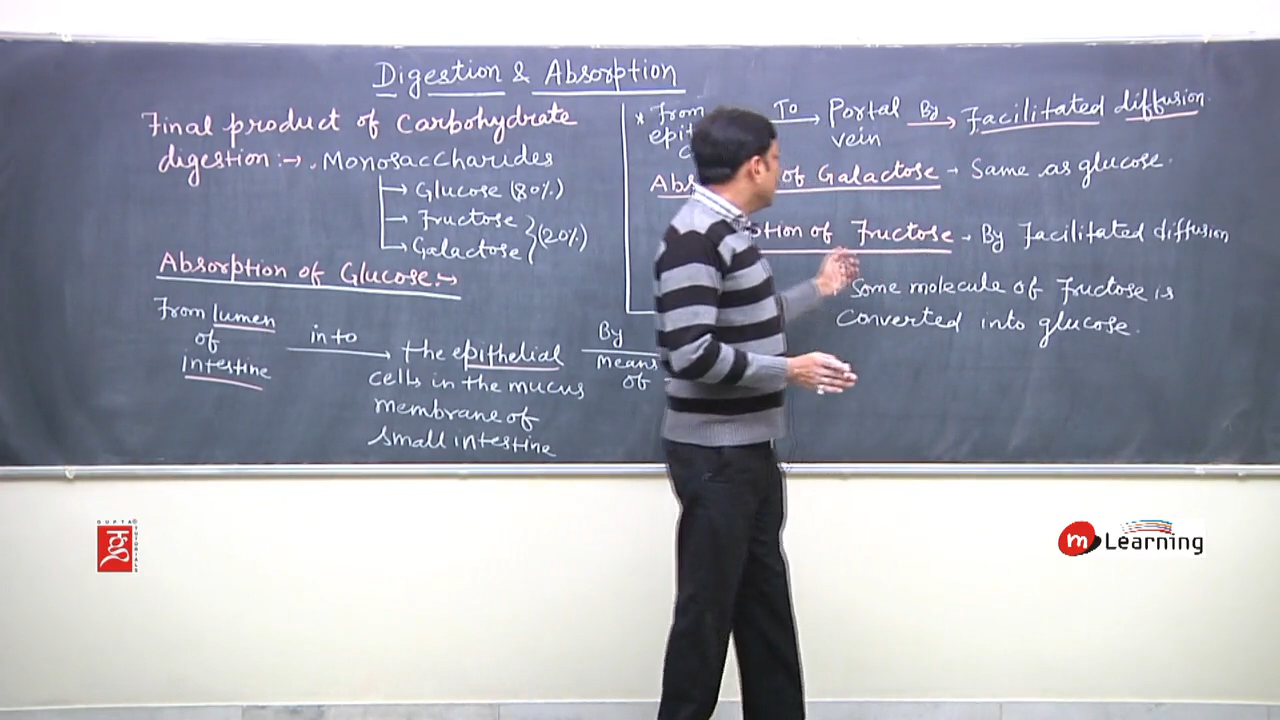 Digestion & Absorption
Final product of Carbohydrate
digestion :→ . Monosaccharides
→ Glucose (80%)
→ Fructose
→ Galactose } (20%)
Absorption of Glucose :→
From lumen
of
intestine
into
the epithelial
cells in the mucus
membrane of
small intestine
By
means
of
* From To Portal By Facilitated diffusion.
vein
of Galactose → Same as glucose.
of Fructose → By Facilitated diffusion
Some molecule of Fructose is
converted into glucose.
GUPTA
TUTORIALS
m Learning